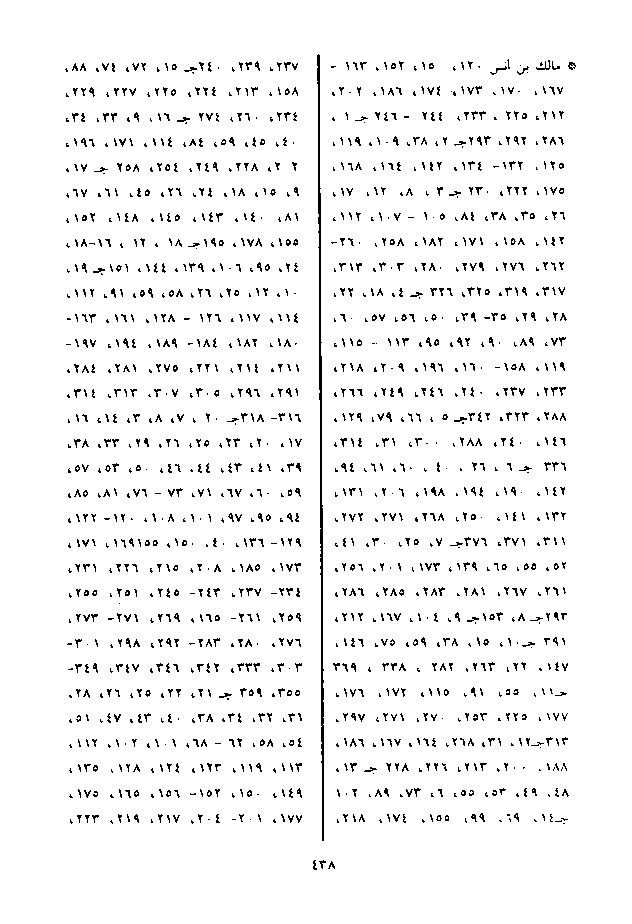 * مالك بن أنس ١٢٠، ١٥، ١٥٢، ١٦٣ -
١٦٧، ١٧٠، ١٧٣، ١٧٤، ١٨٦، ٢٠٢،
٢١٢، ٢٢٥، ٢٣٣، ٢٤٤ - ٢٤٦ جـ ١،
٢٨٦، ٢٩٢، ٢٩٣جـ ٢، ٣٨، ١٠٩، ١١٩،
١٢٥، ١٣٢- ١٣٤، ١٤٢، ١٦٤، ١٦٨،
١٧٥، ٢٢٢، ٢٣٠ جـ ٣، ٨، ١٢، ١٧،
٢٦، ٣٥، ٣٨، ٨٤، ١٠٥ - ١٠٧، ١١٢،
١٤٢، ١٥٨، ١٧١، ١٨٢، ٢٥٨، ٢٦٠-
٢٦٢، ٢٧٦، ٢٧٩، ٢٨٠، ٣٠٣، ٣١٣،
٣١٧، ٣١٩، ٣٢٥، ٣٢٦ جـ ٤، ١٨، ٢٢،
٢٨، ٢٩، ٣٥- ٣٩، ٥٠، ٥٦، ٥٧، ٦٠،
٧٣، ٨٩، ٩٠، ٩٢، ٩٥، ١١٣ - ١١٥،
١١٩، ١٥٨- ١٦٠، ١٩٦، ٢٠٩، ٢١٨،
٢٣٣، ٢٣٧، ٢٤٠، ٢٤٦، ٢٤٩، ٢٦٦،
٢٨٨، ٣٢٣، ٣٤٢جـ ٥، ٦٦، ٧٩، ١٢٩،
١٤٦، ٢٤٠، ٢٨٨، ٣٠٠، ٣١، ٣١٤،
٣٣٦ جـ ٦، ٢٦، ٤٠، ٦٠، ٦١، ٩٤،
١٤٢، ١٩٠، ١٩٤، ١٩٨، ٢٠٦، ١٣١،
١٣٢، ١٤١، ٢٥٠، ٢٦٨، ٢٧١، ٢٧٢،
٣١١، ٣٧١، ٣٧٦جـ ٧، ٢٥، ٣٠، ٤١،
٥٢، ٥٥، ٦٥، ١٣٩، ١٧٣، ٢٠١، ٢٥٦،
٢٦١، ٢٦٧، ٢٨١، ٢٨٣، ٢٨٥، ٢٨٦،
٢٩٣جـ ٨، ١٥٣جـ ٩، ١٠٤، ١٦٧، ٢١٢،
٣٩١ جـ١٠، ١٥، ٣٨، ٥٩، ٧٥، ١٤٦،
١٤٧، ٢٢، ٢٦٣، ٢٨٢، ٣٣٨، ٣٦٩
جـ١١، ٥٥، ٩١، ١١٥، ١٧٢، ١٧٦،
١٧٧، ٢٢٥، ٢٥٣، ٢٧٠، ٢٧١، ٢٩٧،
٣١٣جـ١٢، ٣١، ٢٦٨، ١٦٤، ١٦٧، ١٨٦،
١٨٨، ٢٠٠، ٢١٣، ٢٢٦، ٢٢٨ جـ ١٣،
٤٨، ٤٩، ٥٣، ٥٥، ٦، ٧٣، ٨٩، ١٠٢
جـ١٤، ٦٩، ٩٩، ١٥٥، ١٧٤، ٢١٨،
٢٣٧، ٢٣٩، ٢٤٠جـ ١٥، ٧٢، ٧٤، ٨٨،
١٥٨، ٢١٣، ٢٢٤، ٢٢٥، ٢٢٧، ٢٢٩،
٢٣٤، ٢٦٠، ٢٧٤ جـ ١٦، ٩، ٣٣، ٣٤،
٤٠، ٤٥، ٥٩، ٨٤، ١١٤، ١٧١، ١٩٦،
٢ ٢، ٢٢٨، ٢٤٩، ٢٥٤، ٢٥٨ جـ ١٧،
٩، ١٥، ١٨، ٢٤، ٢٦، ٤٥، ٦١، ٦٧،
٨١، ١٤٠، ١٤٣، ١٤٥، ١٤٨، ١٥٢،
١٥٥، ١٧٨، ١٩٥جـ ١٨، ١٢، ١٦-١٨،
٢٤، ٩٥، ١٠٦، ١٣٩، ١٤٤، ١٥١جـ ١٩،
١٠، ١٢، ٢٥، ٢٦، ٥٨، ٥٩، ٩١، ١١٢،
١١٤، ١١٧، ١٢٦ - ١٢٨، ١٦١، ١٦٣-
١٨٠، ١٨٢، ١٨٤- ١٨٩، ١٩٤، ١٩٧-
٢١١، ٢١٤، ٢٢١، ٢٧٥، ٢٨١، ٢٨٤،
٢٩١، ٢٩٦، ٣٠٥، ٣٠٧، ٣١٣، ٣١٤،
٣١٦- ٣١٨جـ ٢٠، ٧، ٨، ٣، ١٤، ١٦،
١٧، ٢٠، ٢٣، ٢٥، ٢٦، ٢٩، ٣٣، ٣٨،
٣٩، ٤١، ٤٣، ٤٤، ٤٦، ٥٠، ٥٣، ٥٧،
٥٩، ٦٠، ٦٧، ٧١، ٧٣ - ٧٦، ٨١، ٨٥،
٩٤، ٩٥، ٩٧، ١٠١، ١٠٨، ١٢٠- ١٢٢،
١٢٩- ١٣٦، ٤٠، ١٥٠، ١٦٩١٥٥، ١٧١،
١٧٣، ١٨٥، ٢٠٨، ٢١٥، ٢٢٦، ٢٣١،
٢٣٤- ٢٣٧، ٢٤٣- ٢٤٥، ٢٥١، ٢٥٥،
٢٥٩، ٢٦١- ١٦٥، ٢٦٩، ٢٧١- ٢٧٣،
٢٧٦، ٢٨٠، ٢٨٣- ٢٩٢، ٢٩٨، ٣٠١-
٣٠٣، ٣٣٣، ٣٤٢، ٣٤٦، ٣٤٧، ٣٤٩-
٣٥٥، ٣٥٩ جـ ٢١، ٢٢، ٢٥، ٢٦، ٢٨،
٣١، ٣٢، ٣٤، ٣٨، ٤٠، ٤٣، ٤٧، ٥١،
٥٤، ٥٨، ٦٢ - ٦٨، ١٠١، ١٠٢، ١١٢،
١١٣، ١١٩، ١٢٣، ١٢٤، ١٢٨، ١٣٥،
١٤٩، ١٥٠، ١٥٢- ١٥٦، ١٦٥، ١٧٥،
١٧٧، ٢٠١- ٢٠٤، ٢١٧، ٢١٩، ٢٢٣،
٤٣٨